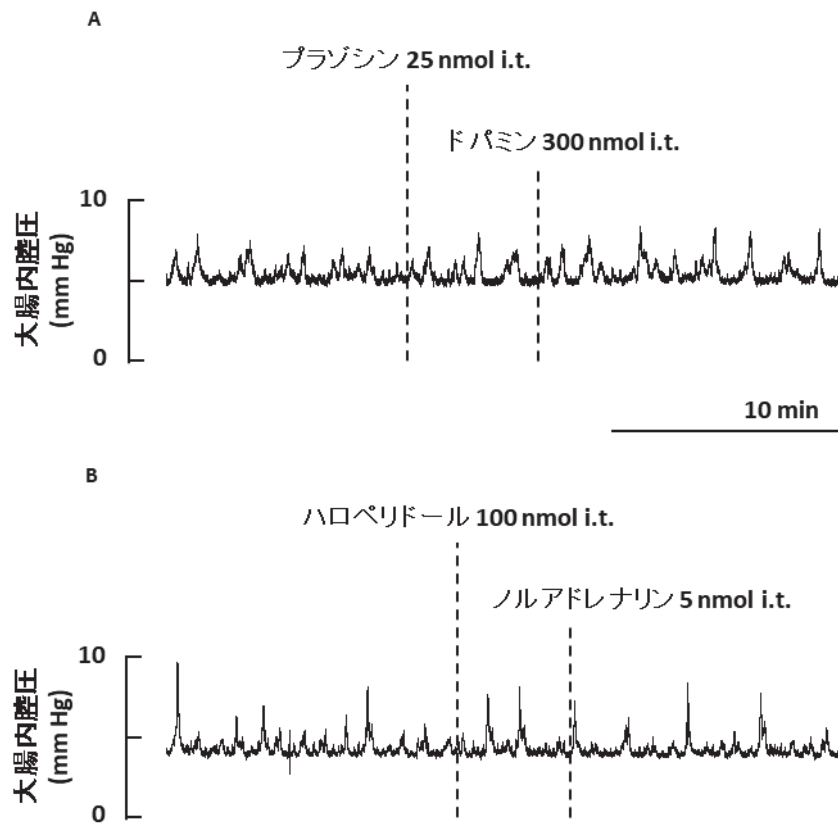 A
プラゾシン 25 nmol i.t.
ドパミン 300 nmol i.t.
10
大腸内腔圧
(mm Hg)
0
10 min
B
ハロペリドール 100 nmol i.t.
ノルアドレナリン 5 nmol i.t.
10
大腸内腔圧
(mm Hg)
0